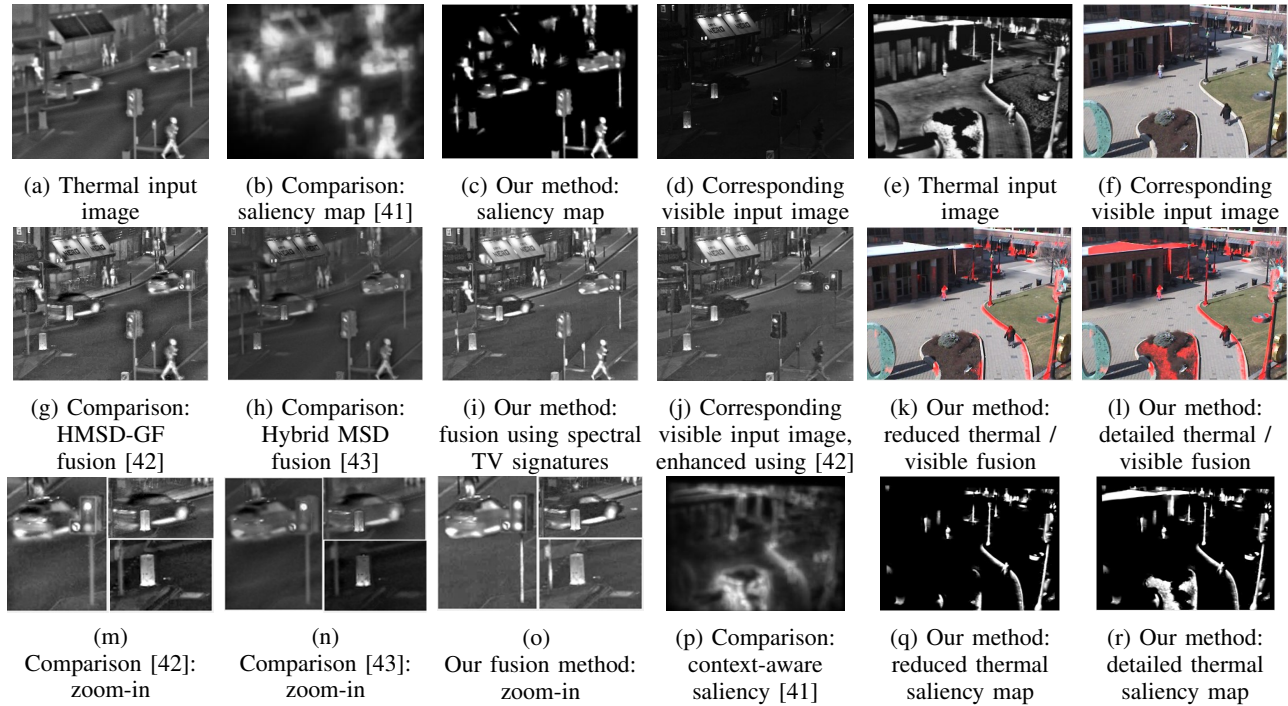 (a) Thermal input
image
(b) Comparison:
saliency map [41]
(c) Our method:
saliency map
(d) Corresponding
visible input image
(e) Thermal input
image
(f) Corresponding
visible input image
(g) Comparison:
HMSD-GF
fusion [42]
(h) Comparison:
Hybrid MSD
fusion [43]
(i) Our method:
fusion using spectral
TV signatures
(j) Corresponding
visible input image,
enhanced using [42]
(k) Our method:
reduced thermal /
visible fusion
(l) Our method:
detailed thermal /
visible fusion
(m)
Comparison [42]:
zoom-in
(n)
Comparison [43]:
zoom-in
(o)
Our fusion method:
zoom-in
(p) Comparison:
context-aware
saliency [41]
(q) Our method:
reduced thermal
saliency map
(r) Our method:
detailed thermal
saliency map